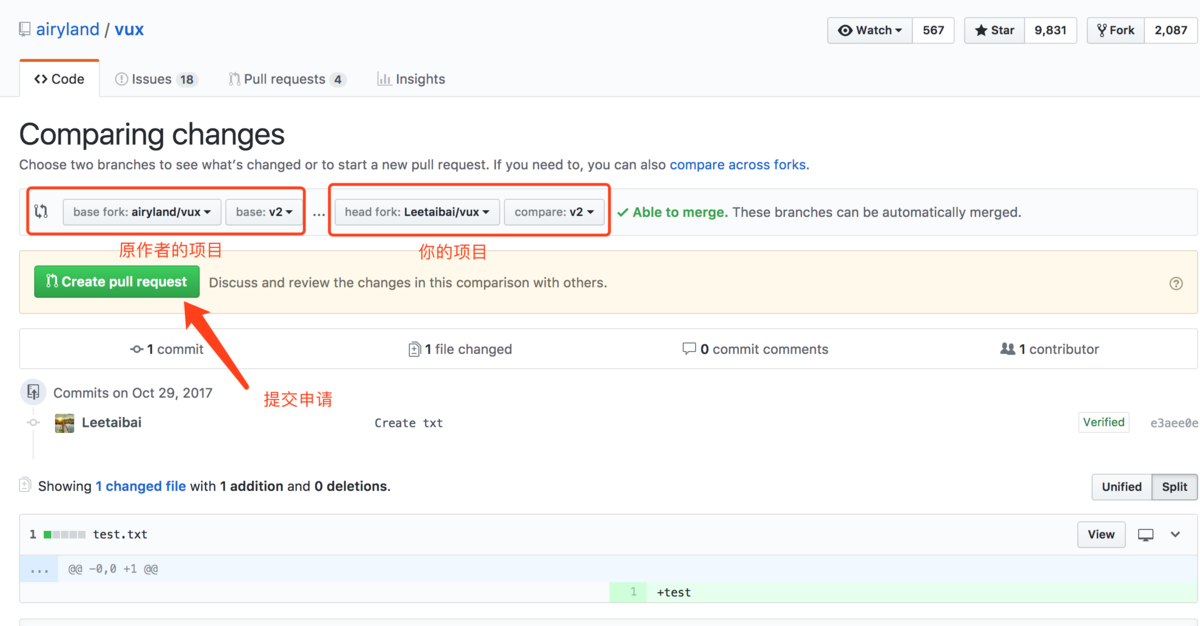 airyland / vux
Watch 567 Star 9,831 Fork 2,087
Code Issues 18 Pull requests 4 Insights
Comparing changes
Choose two branches to see what's changed or to start a new pull request. If you need to, you can also compare across forks.
base fork: airyland/vux base: v2 ... head fork: Leetaibai/vux compare: v2 Able to merge. These branches can be automatically merged.
原作者的项目 你的项目
Create pull request Discuss and review the changes in this comparison with others.
1 commit 1 file changed 0 commit comments 1 contributor
Commits on Oct 29, 2017
提交申请
Leetaibai Create txt Verified e3aee0e
Showing 1 changed file with 1 addition and 0 deletions. Unified Split
1 test.txt View
... @@ -0,0 +1 @@
1 +test